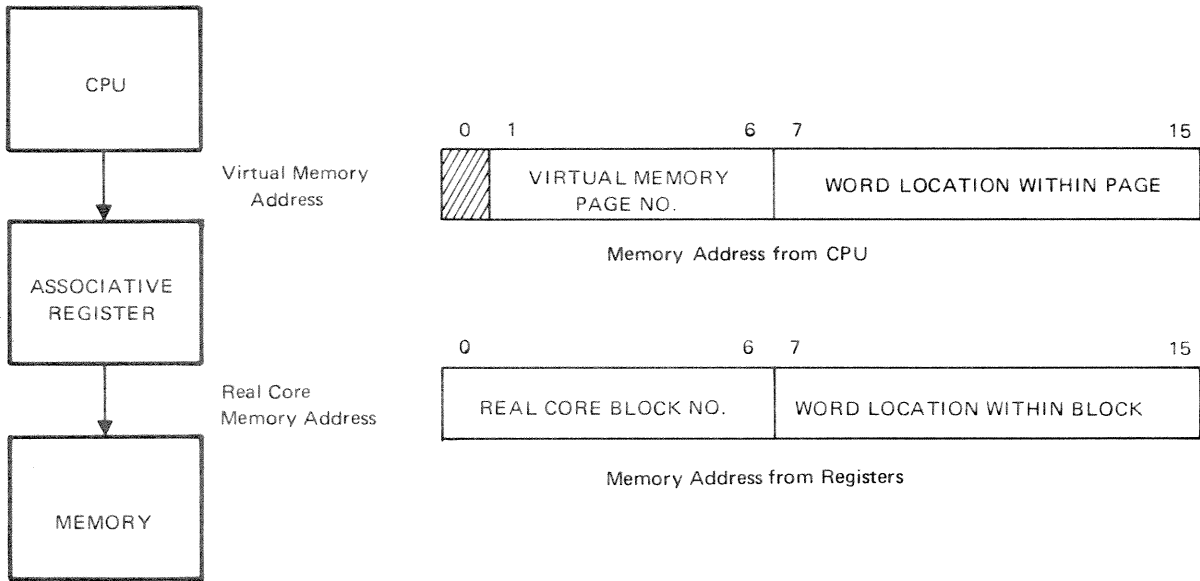 CPU
Virtual Memory
Address
ASSOCIATIVE
REGISTER
Real Core
Memory Address
MEMORY
0 1 6 7 15
VIRTUAL MEMORY
PAGE NO.
WORD LOCATION WITHIN PAGE
Memory Address from CPU
0 6 7 15
REAL CORE BLOCK NO.
WORD LOCATION WITHIN BLOCK
Memory Address from Registers